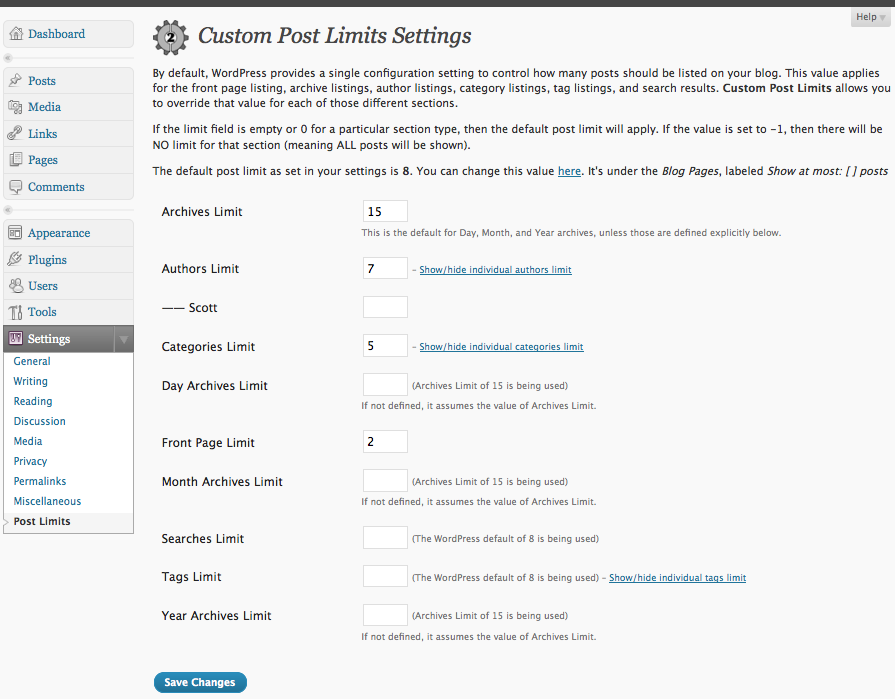 Help
Dashboard
Posts
Media
Links
Pages
Comments
Appearance
Plugins
Users
Tools
Settings
General
Writing
Reading
Discussion
Media
Privacy
Permalinks
Miscellaneous
Post Limits
2
Custom Post Limits Settings
By default, WordPress provides a single configuration setting to control how many posts should be listed on your blog. This value applies
for the front page listing, archive listings, author listings, category listings, tag listings, and search results. Custom Post Limits allows you
to override that value for each of those different sections.
If the limit field is empty or 0 for a particular section type, then the default post limit will apply. If the value is set to -1, then there will be
NO limit for that section (meaning ALL posts will be shown).
The default post limit as set in your settings is 8. You can change this value here. It's under the Blog Pages, labeled Show at most: [ ] posts
Archives Limit 15
This is the default for Day, Month, and Year archives, unless those are defined explicitly below.
Authors Limit 7 - Show/hide individual authors limit
—— Scott
Categories Limit 5 - Show/hide individual categories limit
Day Archives Limit (Archives Limit of 15 is being used)
If not defined, it assumes the value of Archives Limit.
Front Page Limit 2
Month Archives Limit (Archives Limit of 15 is being used)
If not defined, it assumes the value of Archives Limit.
Searches Limit (The WordPress default of 8 is being used)
Tags Limit (The WordPress default of 8 is being used) - Show/hide individual tags limit
Year Archives Limit (Archives Limit of 15 is being used)
If not defined, it assumes the value of Archives Limit.
Save Changes